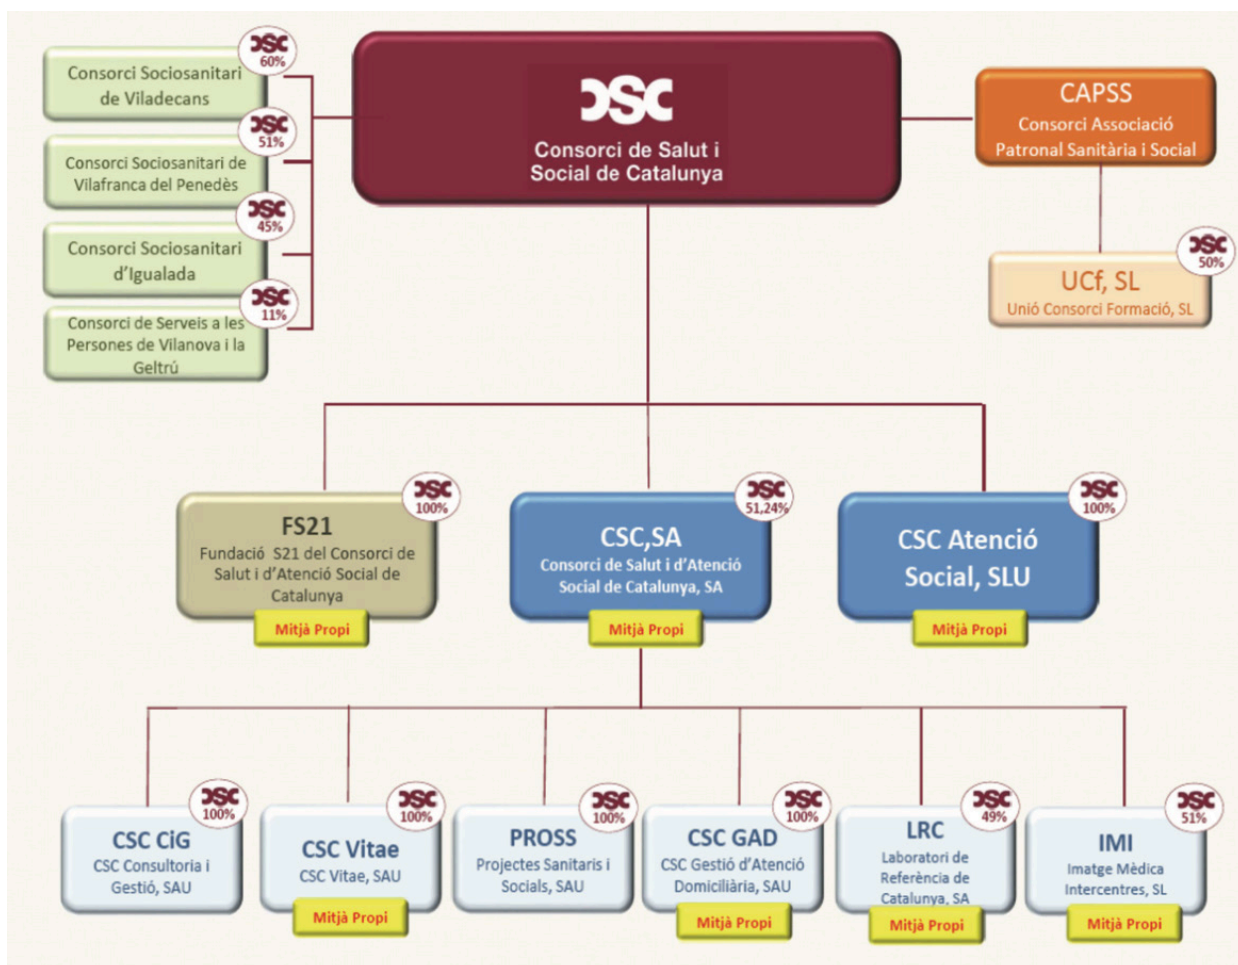 CSC
60%
Consorci Sociosanitari
de Viladecans
CSC
51%
Consorci Sociosanitari de
Vilafranca del Penedès
CSC
45%
Consorci Sociosanitari
d'Igualada
CSC
11%
Consorci de Serveis a les
Persones de Vilanova i la
Geltrú
CSC
Consorci de Salut i
Social de Catalunya
CAPSS
Consorci Associació
Patronal Sanitària i Social
CSC
50%
UCf, SL
Unió Consorci Formació, SL
CSC
100%
FS21
Fundació S21 del Consorci de
Salut i d'Atenció Social de
Catalunya
Mitjà Propi
CSC
51,24%
CSC,SA
Consorci de Salut i d'Atenció
Social de Catalunya, SA
Mitjà Propi
CSC
100%
CSC Atenció
Social, SLU
Mitjà Propi
CSC
100%
CSC CiG
CSC Consultoria i
Gestió, SAU
CSC
100%
CSC Vitae
CSC Vitae, SAU
Mitjà Propi
CSC
100%
PROSS
Projectes Sanitaris i
Socials, SAU
CSC
100%
CSC GAD
CSC Gestió d'Atenció
Domiciliària, SAU
Mitjà Propi
CSC
49%
LRC
Laboratori de
Referència de
Catalunya, SA
Mitjà Propi
CSC
51%
IMI
Imatge Mèdica
Intercentres, SL
Mitjà Propi